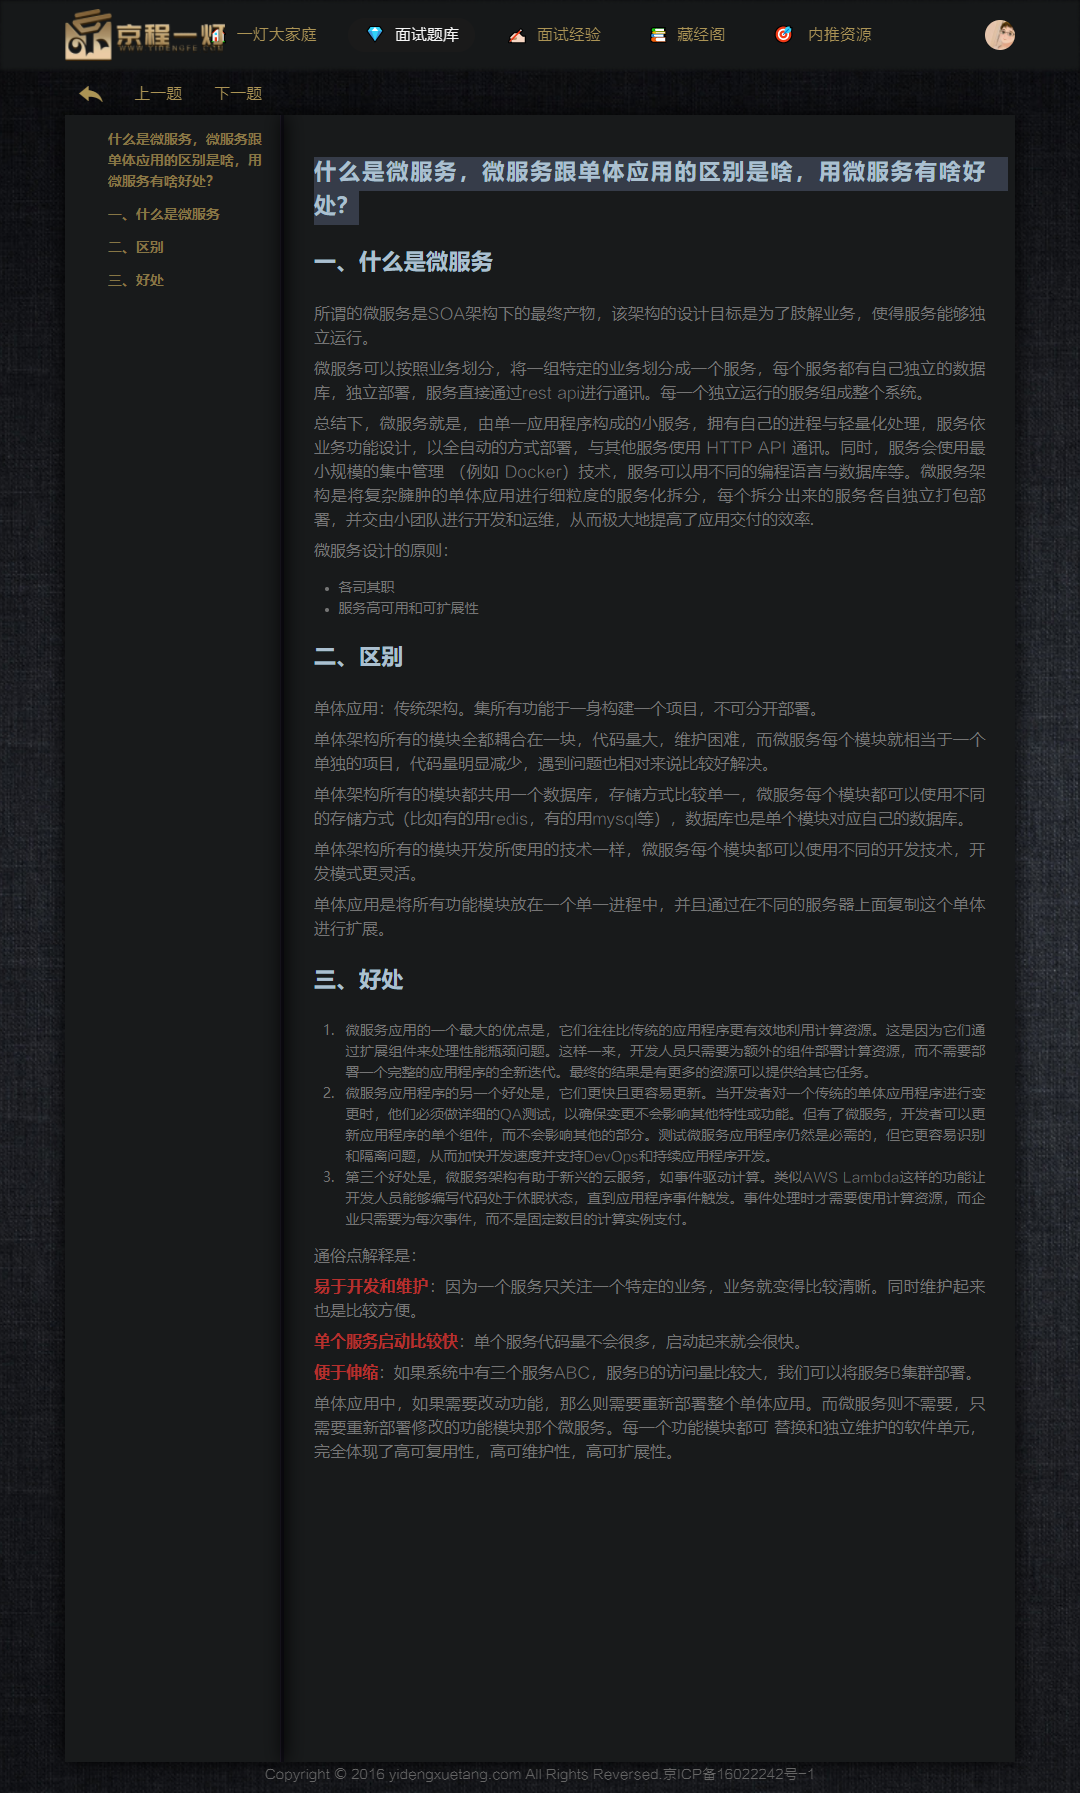 京程一灯
WWW.YIDENGFE.COM
一灯大家庭
面试题库
面试经验
藏经阁
内推资源
上一题
下一题
什么是微服务，微服务跟
单体应用的区别是啥，用
微服务有啥好处？
一、什么是微服务
二、区别
三、好处
什么是微服务，微服务跟单体应用的区别是啥，用微服务有啥好
处？
一、什么是微服务
所谓的微服务是SOA架构下的最终产物，该架构的设计目标是为了肢解业务，使得服务能够独
立运行。
微服务可以按照业务划分，将一组特定的业务划分成一个服务，每个服务都有自己独立的数据
库，独立部署，服务直接通过rest api进行通讯。每一个独立运行的服务组成整个系统。
总结下，微服务就是，由单一应用程序构成的小服务，拥有自己的进程与轻量化处理，服务依
业务功能设计，以全自动的方式部署，与其他服务使用 HTTP API 通讯。同时，服务会使用最
小规模的集中管理 （例如 Docker）技术，服务可以用不同的编程语言与数据库等。微服务架
构是将复杂臃肿的单体应用进行细粒度的服务化拆分，每个拆分出来的服务各自独立打包部
署，并交由小团队进行开发和运维，从而极大地提高了应用交付的效率.
微服务设计的原则：
• 各司其职
• 服务高可用和可扩展性
二、区别
单体应用：传统架构。集所有功能于一身构建一个项目，不可分开部署。
单体架构所有的模块全都耦合在一块，代码量大，维护困难，而微服务每个模块就相当于一个
单独的项目，代码量明显减少，遇到问题也相对来说比较好解决。
单体架构所有的模块都共用一个数据库，存储方式比较单一，微服务每个模块都可以使用不同
的存储方式（比如有的用redis，有的用mysql等），数据库也是单个模块对应自己的数据库。
单体架构所有的模块开发所使用的技术一样，微服务每个模块都可以使用不同的开发技术，开
发模式更灵活。
单体应用是将所有功能模块放在一个单一进程中，并且通过在不同的服务器上面复制这个单体
进行扩展。
三、好处
1. 微服务应用的一个最大的优点是，它们往往比传统的应用程序更有效地利用计算资源。这是因为它们通
过扩展组件来处理性能瓶颈问题。这样一来，开发人员只需要为额外的组件部署计算资源，而不需要部
署一个完整的应用程序的全新迭代。最终的结果是有更多的资源可以提供给其它任务。
2. 微服务应用程序的另一个好处是，它们更快且更容易更新。当开发者对一个传统的单体应用程序进行变
更时，他们必须做详细的QA测试，以确保变更不会影响其他特性或功能。但有了微服务，开发者可以更
新应用程序的单个组件，而不会影响其他的部分。测试微服务应用程序仍然是必需的，但它更容易识别
和隔离问题，从而加快开发速度并支持DevOps和持续应用程序开发。
3. 第三个好处是，微服务架构有助于新兴的云服务，如事件驱动计算。类似AWS Lambda这样的功能让
开发人员能够编写代码处于休眠状态，直到应用程序事件触发。事件处理时才需要使用计算资源，而企
业只需要为每次事件，而不是固定数目的计算实例支付。
通俗点解释是：
易于开发和维护：因为一个服务只关注一个特定的业务，业务就变得比较清晰。同时维护起来
也是比较方便。
单个服务启动比较快：单个服务代码量不会很多，启动起来就会很快。
便于伸缩：如果系统中有三个服务ABC，服务B的访问量比较大，我们可以将服务B集群部署。
单体应用中，如果需要改动功能，那么则需要重新部署整个单体应用。而微服务则不需要，只
需要重新部署修改的功能模块那个微服务。每一个功能模块都可 替换和独立维护的软件单元，
完全体现了高可复用性，高可维护性，高可扩展性。
Copyright © 2016 yidengxuetang.com All Rights Reversed.京ICP备16022242号-1